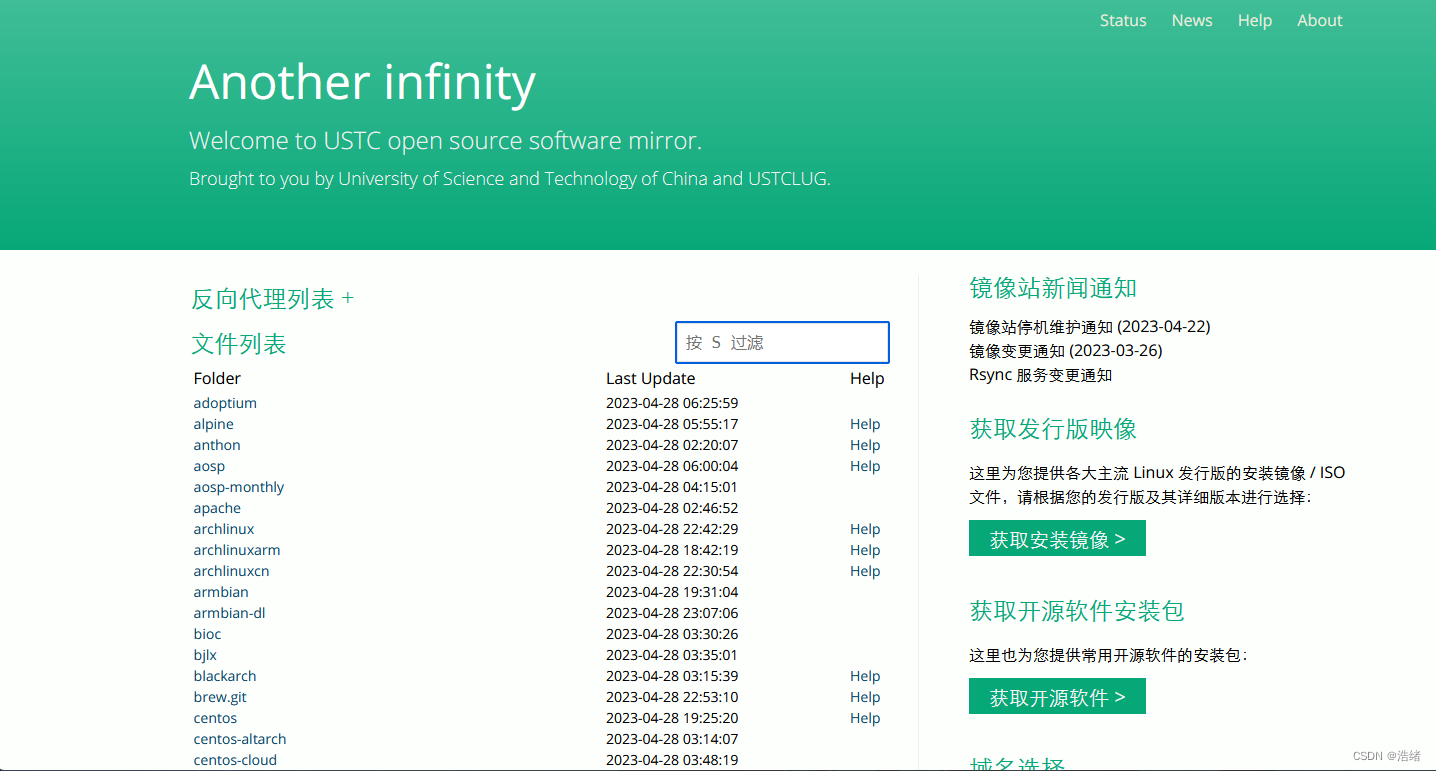 Status News Help About
Another infinity
Welcome to USTC open source software mirror.
Brought to you by University of Science and Technology of China and USTCLUG.
反向代理列表 +
文件列表
按 S 过滤
Folder Last Update Help
adoptium 2023-04-28 06:25:59
alpine 2023-04-28 05:55:17 Help
anthon 2023-04-28 02:20:07 Help
aosp 2023-04-28 06:00:04 Help
aosp-monthly 2023-04-28 04:15:01
apache 2023-04-28 02:46:52
archlinux 2023-04-28 22:42:29 Help
archlinuxarm 2023-04-28 18:42:19 Help
archlinuxcn 2023-04-28 22:30:54 Help
armbian 2023-04-28 19:31:04
armbian-dl 2023-04-28 23:07:06
bioc 2023-04-28 03:30:26
bjlx 2023-04-28 03:35:01
blackarch 2023-04-28 03:15:39 Help
brew.git 2023-04-28 22:53:10 Help
centos 2023-04-28 19:25:20 Help
centos-altarch 2023-04-28 03:14:07
centos-cloud 2023-04-28 03:48:19
镜像站新闻通知
镜像站停机维护通知 (2023-04-22)
镜像变更通知 (2023-03-26)
Rsync 服务变更通知
获取发行版映像
这里为您提供各大主流 Linux 发行版的安装镜像 / ISO
文件，请根据您的发行版及其详细版本进行选择：
获取安装镜像 >
获取开源软件安装包
这里也为您提供常用开源软件的安装包：
获取开源软件 >
域名选择
CSDN @浩绪